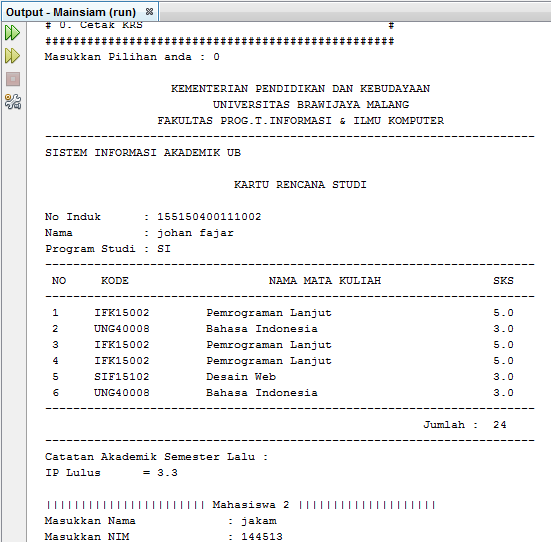 Output - Mainsiam (run)
# 0. Cetak KRS #
##################################################
Masukkan Pilihan anda : 0
KEMENTERIAN PENDIDIKAN DAN KEBUDAYAAN
UNIVERSITAS BRAWIJAYA MALANG
FAKULTAS PROG.T.INFORMASI & ILMU KOMPUTER
----------------------------------------------------------------------
SISTEM INFORMASI AKADEMIK UB
KARTU RENCANA STUDI
No Induk : 155150400111002
Nama : johan fajar
Program Studi : SI
----------------------------------------------------------------------
NO KODE NAMA MATA KULIAH SKS
----------------------------------------------------------------------
1 IFK15002 Pemrograman Lanjut 5.0
2 UNG40008 Bahasa Indonesia 3.0
3 IFK15002 Pemrograman Lanjut 5.0
4 IFK15002 Pemrograman Lanjut 5.0
5 SIF15102 Desain Web 3.0
6 UNG40008 Bahasa Indonesia 3.0
----------------------------------------------------------------------
Jumlah : 24
----------------------------------------------------------------------
Catatan Akademik Semester Lalu :
IP Lulus = 3.3
||||||||||||||||||||||| Mahasiswa 2 ||||||||||||||||||||
Masukkan Nama : jakam
Masukkan NIM : 144513